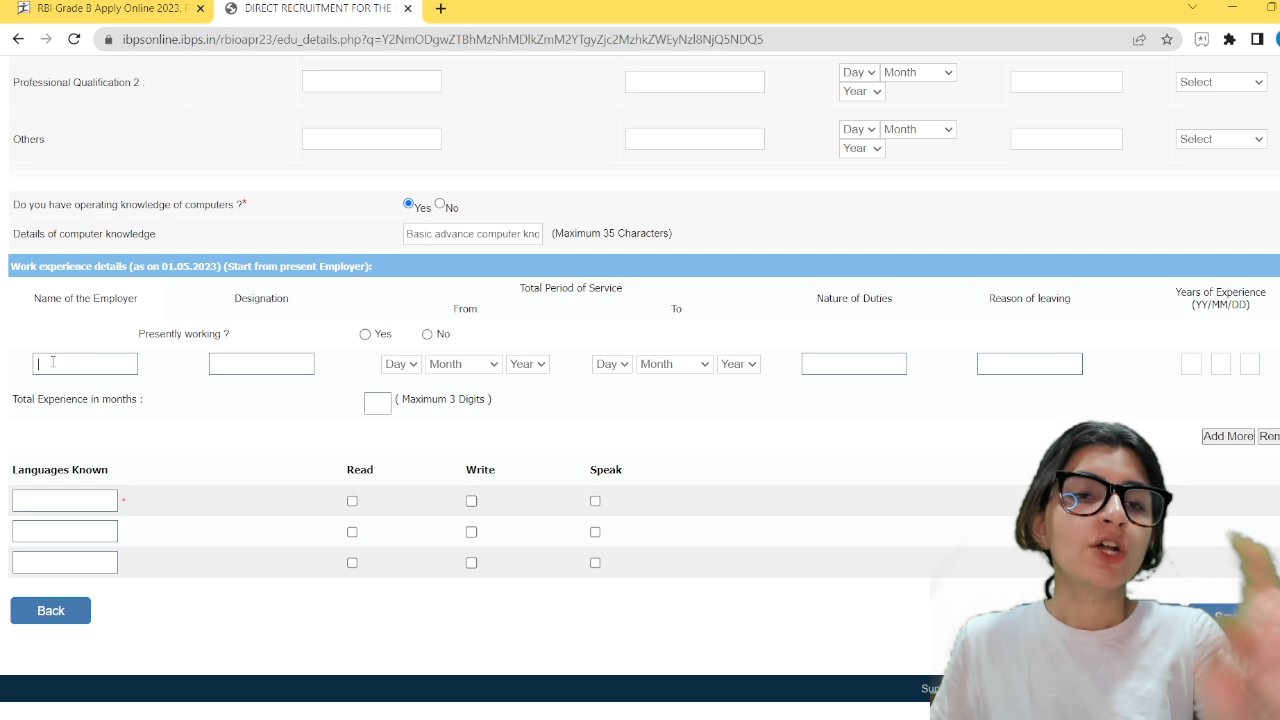 RBI Grade B Apply Online 2023, F
DIRECT RECRUITMENT FOR THE
ibpsonline.ibps.in/rbioapr23/edu_details.php?q=Y2NmODgwZTBhMzNhMDlkZmM2YTgyZjc2MzhkZWEyNzl8NjQ5NDQ5
Professional Qualification 2 :
Day Month
Year
Select
Others
Day Month
Year
Select
Do you have operating knowledge of computers ?*
Yes No
Details of computer knowledge
Basic advance computer kno
(Maximum 35 Characters)
Work experience details (as on 01.05.2023) (Start from present Employer):
Name of the Employer
Designation
Total Period of Service
From
To
Nature of Duties
Reason of leaving
Years of Experience
(YY/MM/DD)
Presently working ?
Yes
No
Day Month Year
Day Month Year
Total Experience in months :
( Maximum 3 Digits )
Add More
Rem
Languages Known
Read
Write
Speak
*
Back